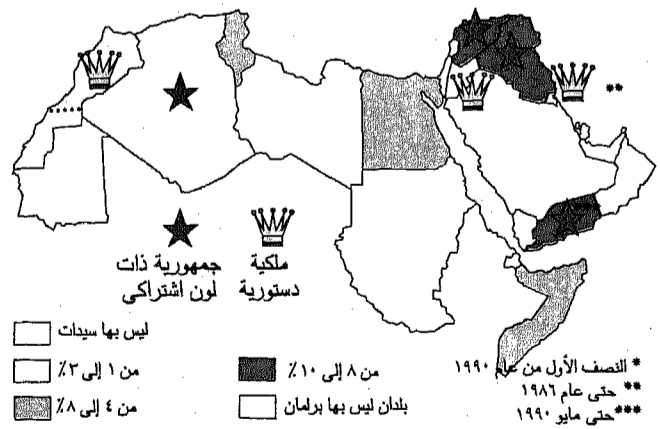 **
جمهورية ذات
لون اشتراكى
ملكية
دستورية
ليس بها سيدات
من ١ إلى ٣٪
من ٤ إلى ٨٪
من ٨ إلى ١٠٪
بلدان ليس بها برلمان
* النصف الأول من عام ١٩٩٠
** حتى عام ١٩٨٦
***حتى مايو ١٩٩٠